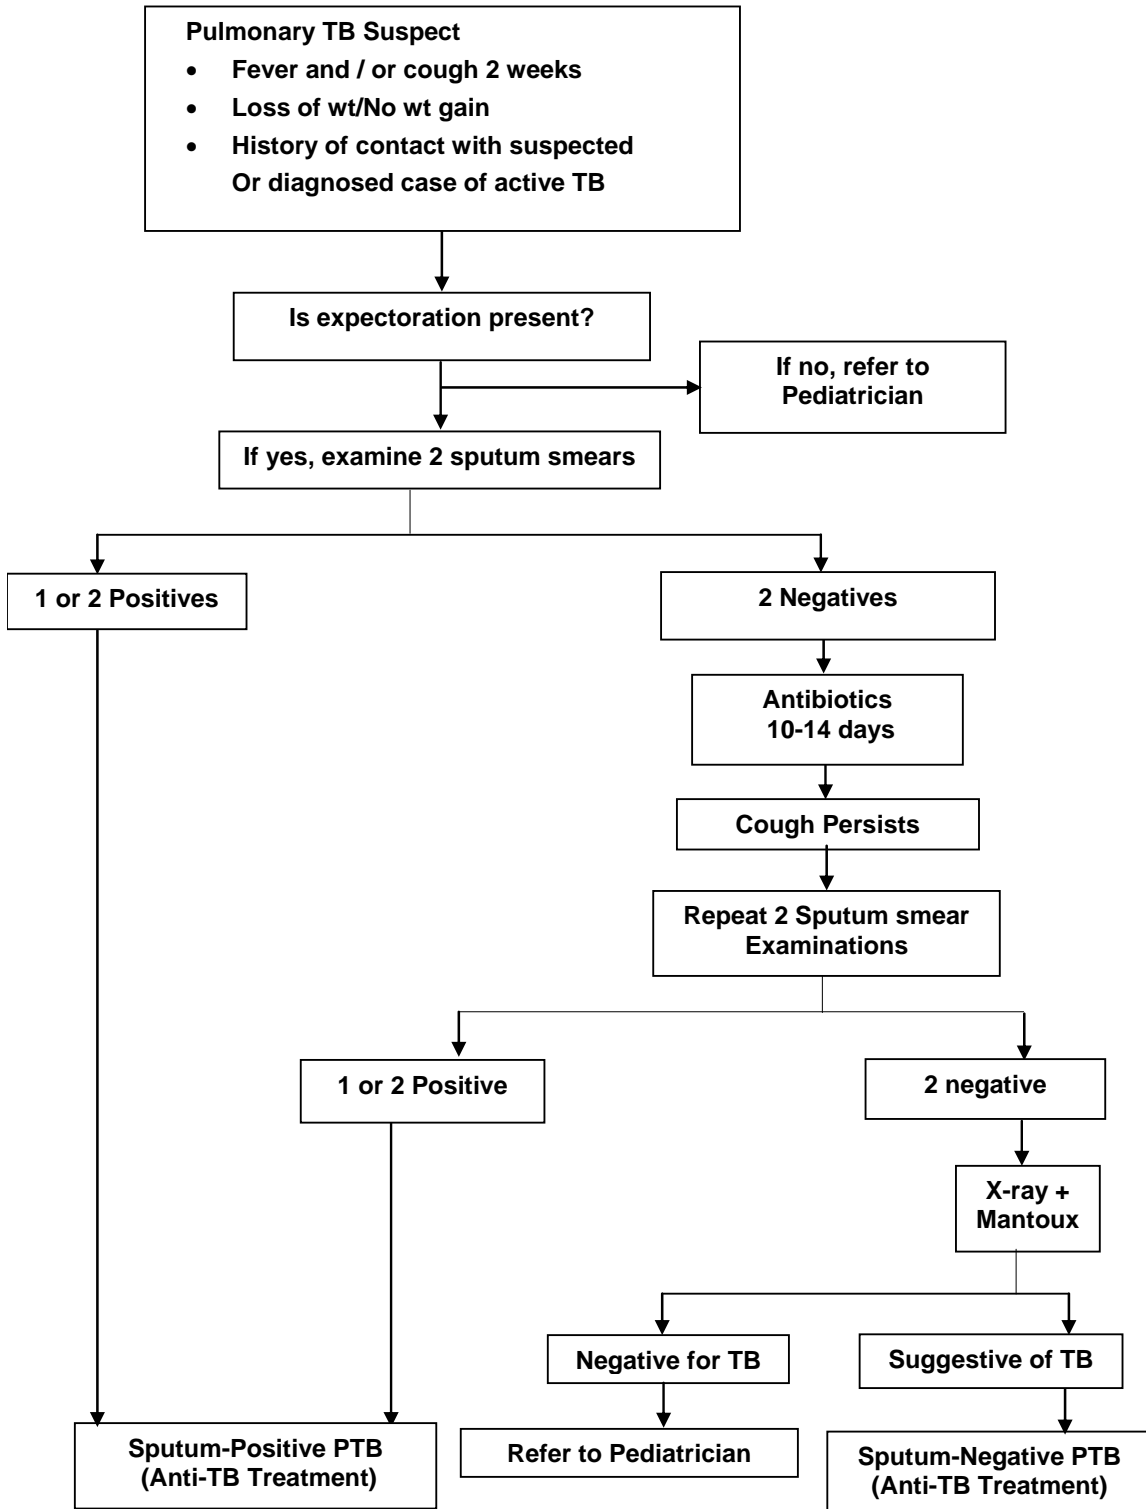 Pulmonary TB Suspect
• Fever and / or cough 2 weeks
• Loss of wt/No wt gain
• History of contact with suspected
Or diagnosed case of active TB
Is expectoration present?
If no, refer to
Pediatrician
If yes, examine 2 sputum smears
1 or 2 Positives
2 Negatives
Antibiotics
10-14 days
Cough Persists
Repeat 2 Sputum smear
Examinations
1 or 2 Positive
2 negative
X-ray +
Mantoux
Negative for TB
Suggestive of TB
Sputum-Positive PTB
(Anti-TB Treatment)
Refer to Pediatrician
Sputum-Negative PTB
(Anti-TB Treatment)